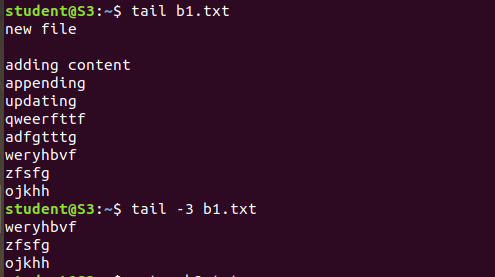 student@S3:~$ tail b1.txt
new file

adding content
appending
updating
qweerfttf
adfgtttg
weryhbvf
zfsfg
ojkhh
student@S3:~$ tail -3 b1.txt
weryhbvf
zfsfg
ojkhh